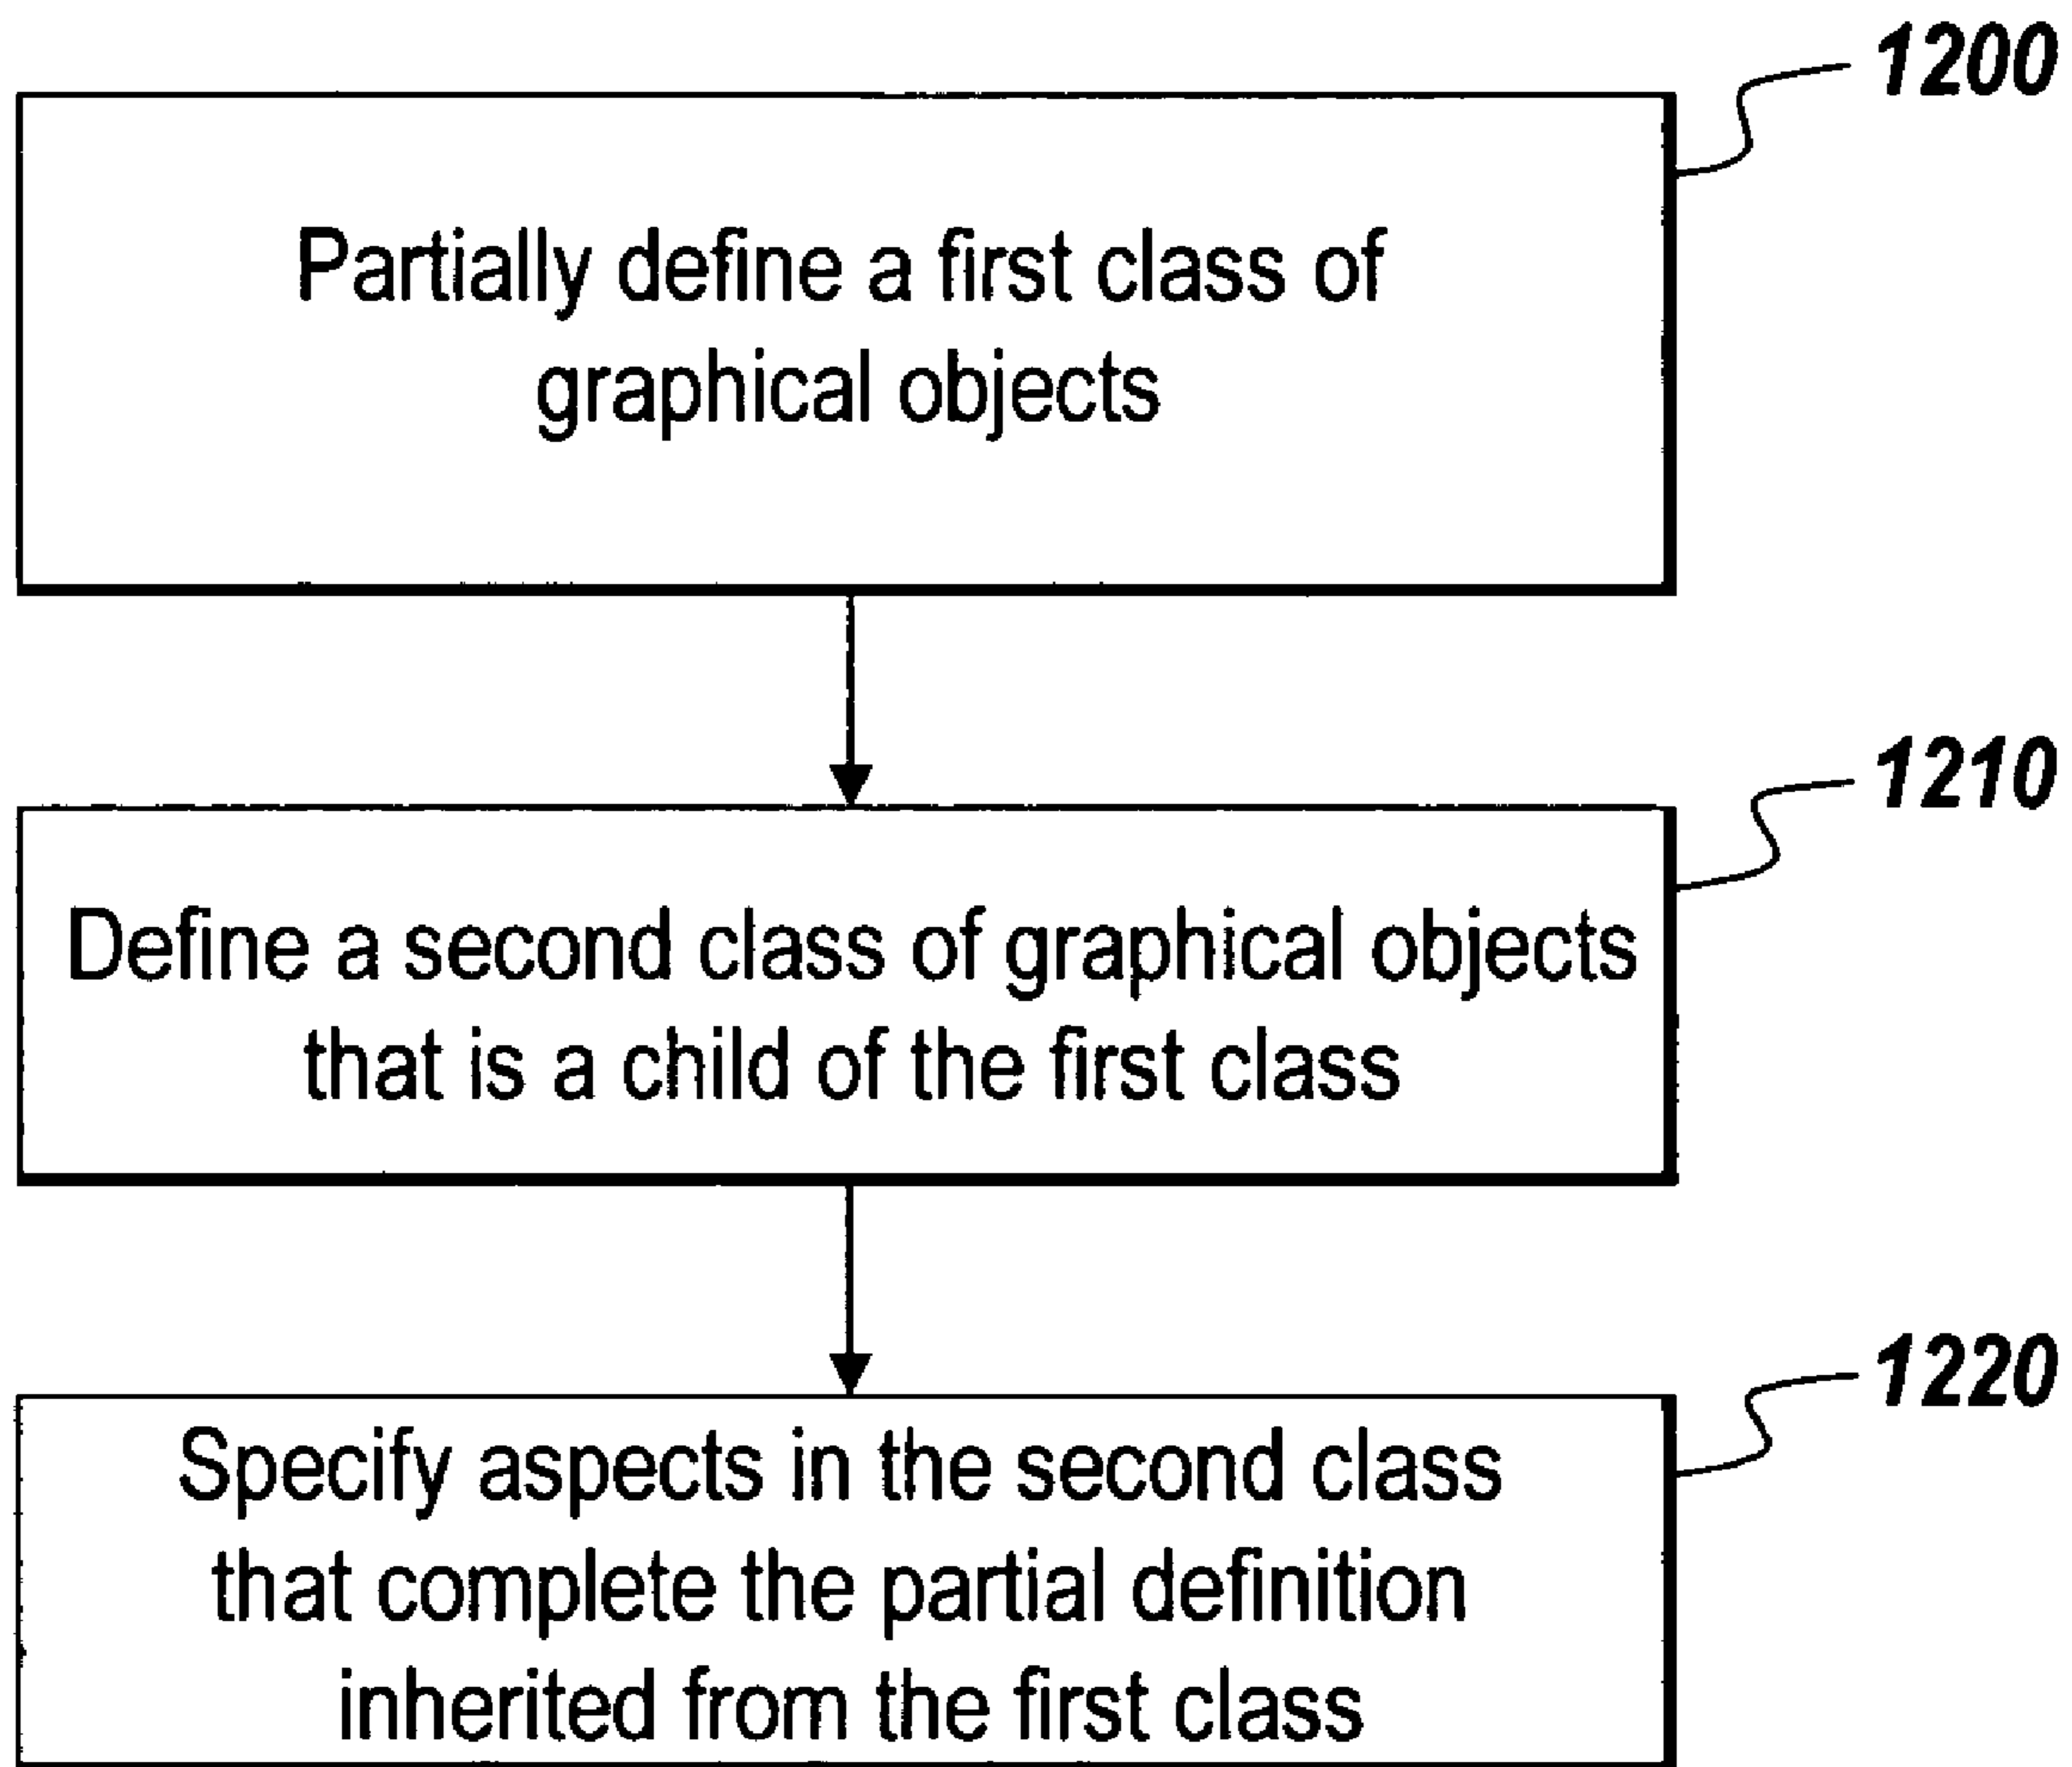 1200
Partially define a first class of
graphical objects
1210
Define a second class of graphical objects
that is a child of the first class
1220
Specify aspects in the second class
that complete the partial definition
inherited from the first class